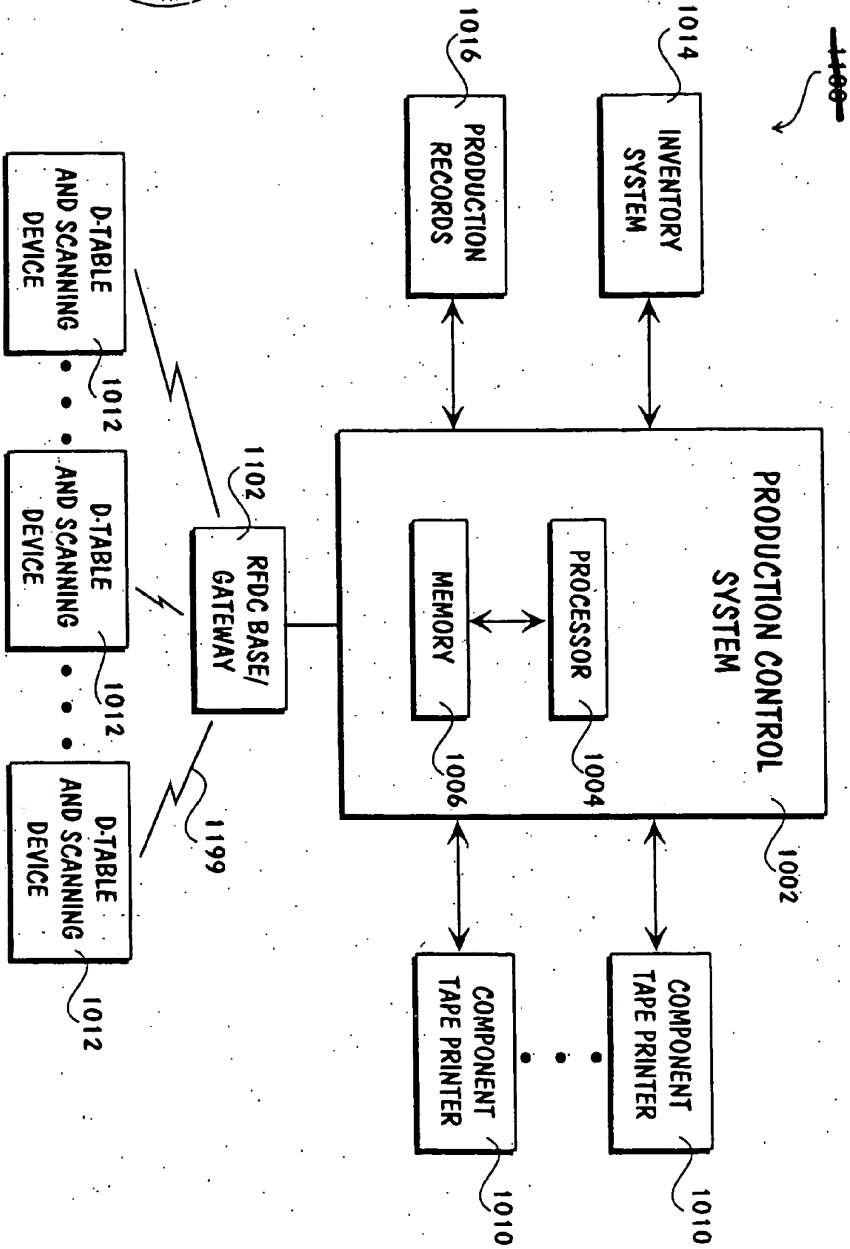 1100
PRODUCTION CONTROL
SYSTEM
1002
1014
INVENTORY
SYSTEM
PROCESSOR
1004
COMPONENT
TAPE PRINTER
1010
1016
PRODUCTION
RECORDS
MEMORY
1006
COMPONENT
TAPE PRINTER
1010
1102
RFDC BASE/
GATEWAY
1199
D-TABLE
AND SCANNING
DEVICE
1012
D-TABLE
AND SCANNING
DEVICE
1012
D-TABLE
AND SCANNING
DEVICE
1012